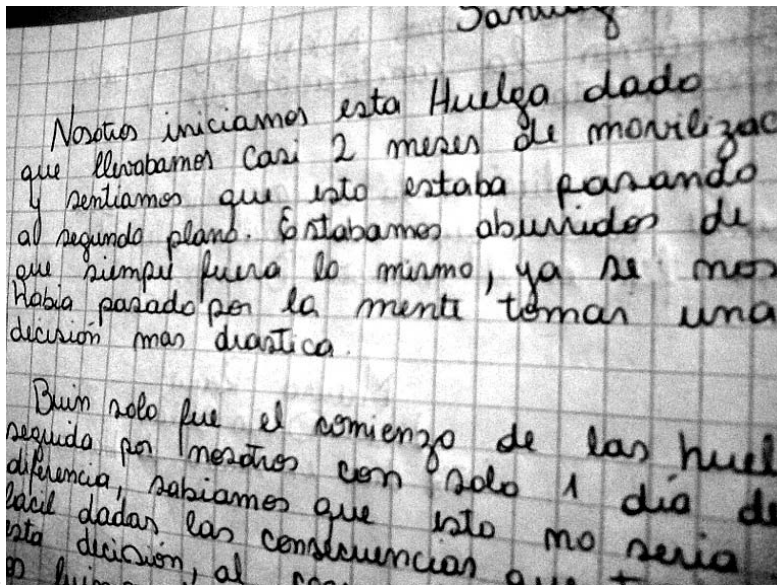 Santiag
Nosotros iniciamos esta Huelga dado
que llevabamos casi 2 meses de movilizac
y sentiamos que esto estaba pasando
al segundo plano. Estabamos aburridos de
que siempre fuera lo mismo, ya se nos
Habia pasado por la mente tomar una
decisión mas drastica.
Buin solo fue el comienzo de las huel
seguida por nosotros con solo 1 dia de
diferencia, sabiamos que esto no seria
facil dadas las consecuencias que
esta decisión, al